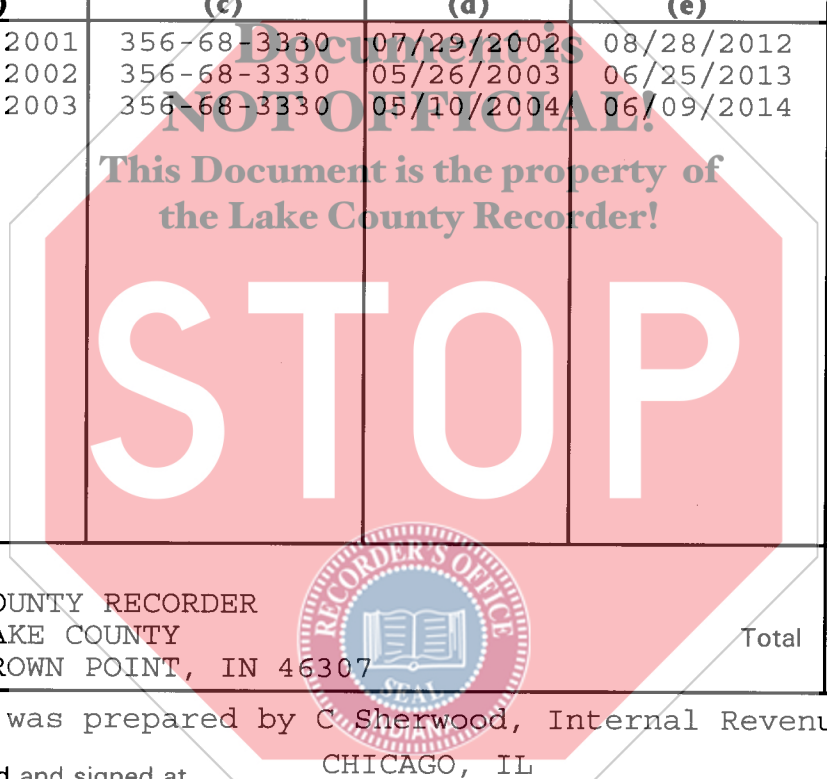 (c) (d) (e)
2001 356-68-3330 07/29/2002 08/28/2012
2002 356-68-3330 05/26/2003 06/25/2013
2003 356-68-3330 05/10/2004 06/09/2014
Document is
NOT OFFICIAL!
This Document is the property of
the Lake County Recorder!
STOP
RECORDER'S OFFICE
SEAL
OUNTY RECORDER
AKE COUNTY Total
ROWN POINT, IN 46307
was prepared by C Sherwood, Internal Revenu
CHICAGO, IL
d and signed at